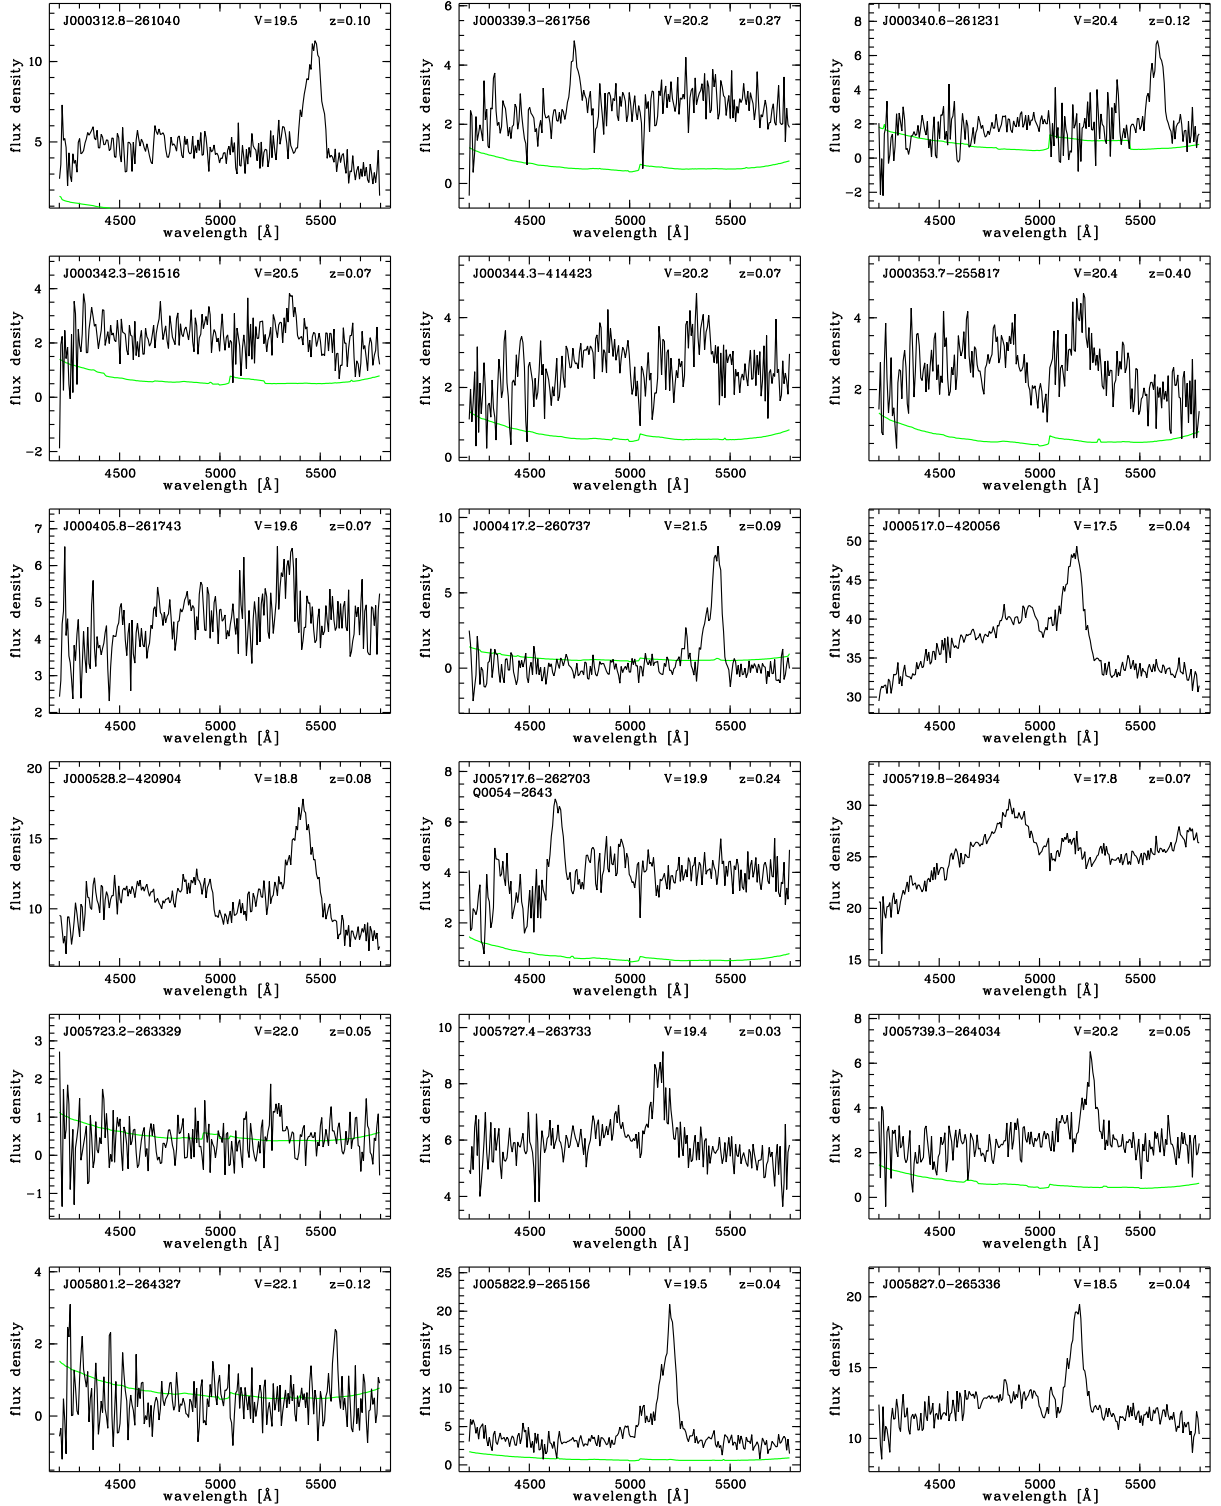 J000312.8−261040 V=19.5 z=0.10
10
5
flux density
4500 5000 5500
wavelength [Å]
J000339.3−261756 V=20.2 z=0.27
6
4
2
0
flux density
4500 5000 5500
wavelength [Å]
J000340.6−261231 V=20.4 z=0.12
8
6
4
2
0
−2
flux density
4500 5000 5500
wavelength [Å]
J000342.3−261516 V=20.5 z=0.07
4
2
0
−2
flux density
4500 5000 5500
wavelength [Å]
J000344.3−414423 V=20.2 z=0.07
4
2
0
flux density
4500 5000 5500
wavelength [Å]
J000353.7−255817 V=20.4 z=0.40
4
2
flux density
4500 5000 5500
wavelength [Å]
J000405.8−261743 V=19.6 z=0.07
7
6
5
4
3
2
flux density
4500 5000 5500
wavelength [Å]
J000417.2−260737 V=21.5 z=0.09
10
5
0
flux density
4500 5000 5500
wavelength [Å]
J000517.0−420056 V=17.5 z=0.04
50
45
40
35
30
flux density
4500 5000 5500
wavelength [Å]
J000528.2−420904 V=18.8 z=0.08
20
15
10
flux density
4500 5000 5500
wavelength [Å]
J005717.6−262703 V=19.9 z=0.24
Q0054−2643
8
6
4
2
flux density
4500 5000 5500
wavelength [Å]
J005719.8−264934 V=17.8 z=0.07
30
25
20
15
flux density
4500 5000 5500
wavelength [Å]
J005723.2−263329 V=22.0 z=0.05
3
2
1
0
−1
flux density
4500 5000 5500
wavelength [Å]
J005727.4−263733 V=19.4 z=0.03
10
8
6
4
flux density
4500 5000 5500
wavelength [Å]
J005739.3−264034 V=20.2 z=0.05
8
6
4
2
0
flux density
4500 5000 5500
wavelength [Å]
J005801.2−264327 V=22.1 z=0.12
4
2
0
flux density
4500 5000 5500
wavelength [Å]
J005822.9−265156 V=19.5 z=0.04
25
20
15
10
5
0
flux density
4500 5000 5500
wavelength [Å]
J005827.0−265336 V=18.5 z=0.04
20
15
10
flux density
4500 5000 5500
wavelength [Å]